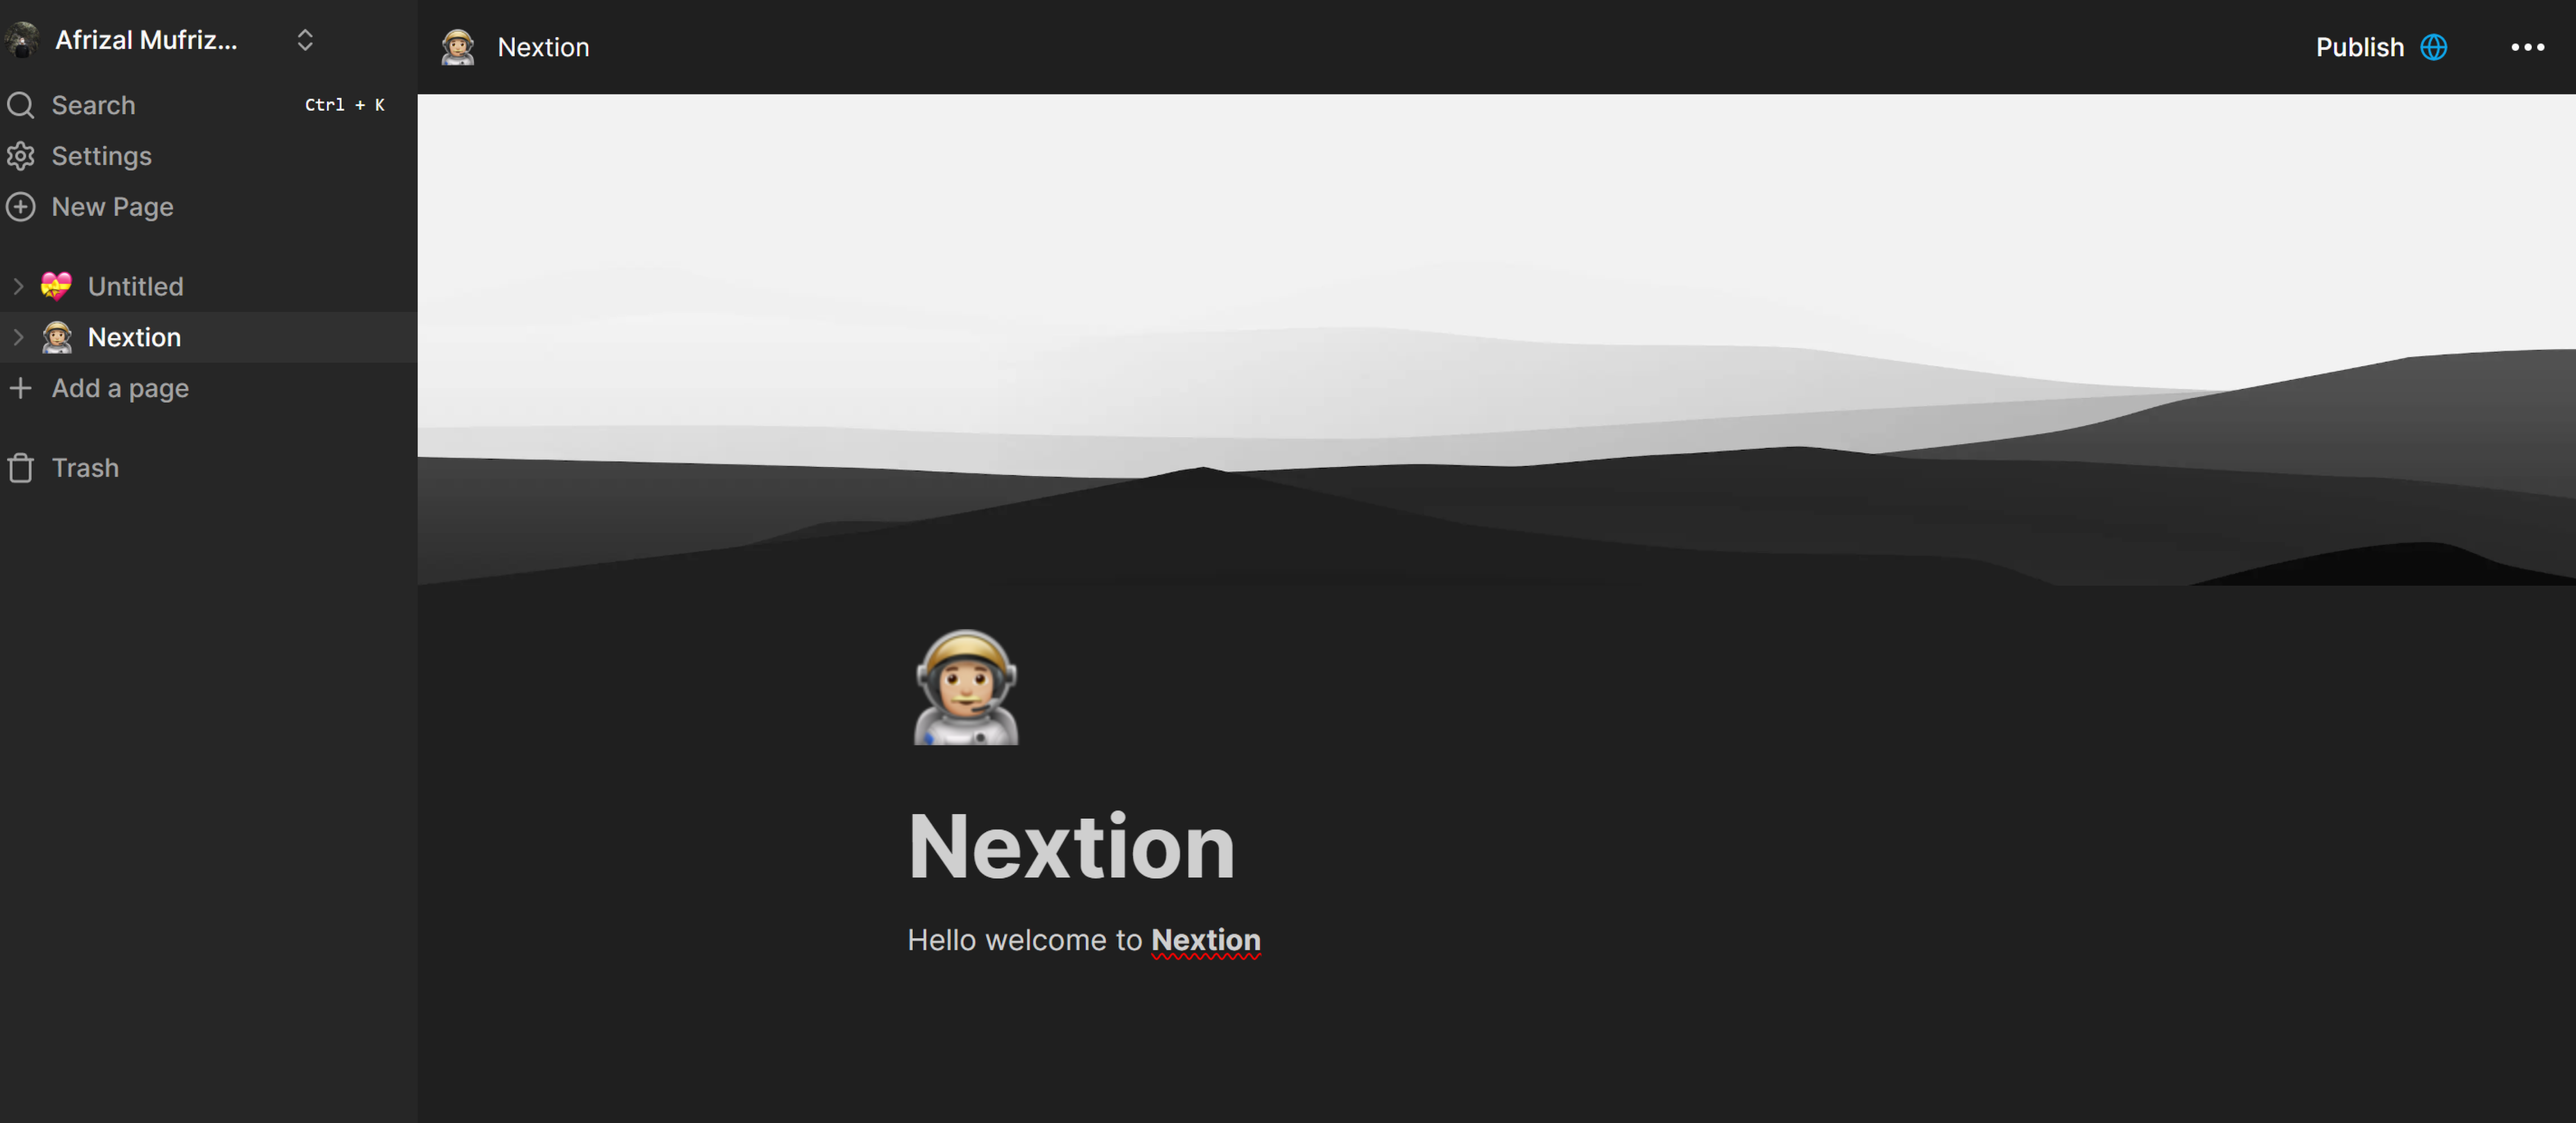 Afrizal Mufriz...
Search Ctrl + K
Settings
New Page
Untitled
Nextion
Add a page
Trash
Nextion
Publish
Nextion
Hello welcome to Nextion